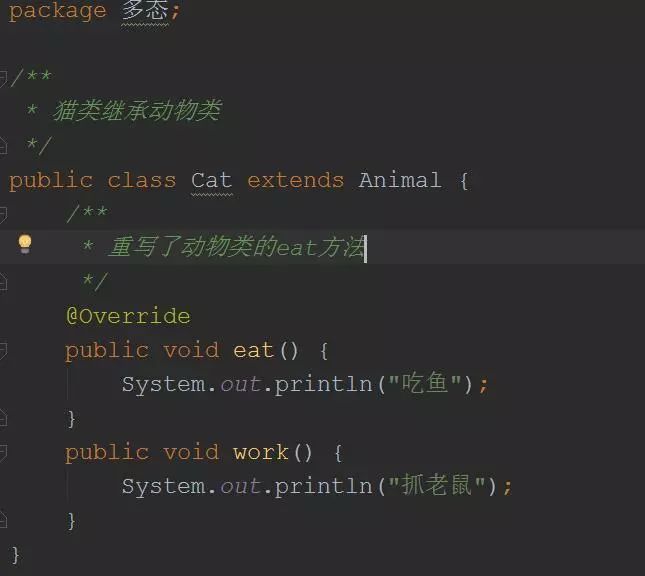 package 多态;
/**
* 猫类继承动物类
*/
public class Cat extends Animal {
/**
* 重写了动物类的eat方法
*/
@Override
public void eat() {
System.out.println("吃鱼");
}
public void work() {
System.out.println("抓老鼠");
}
}